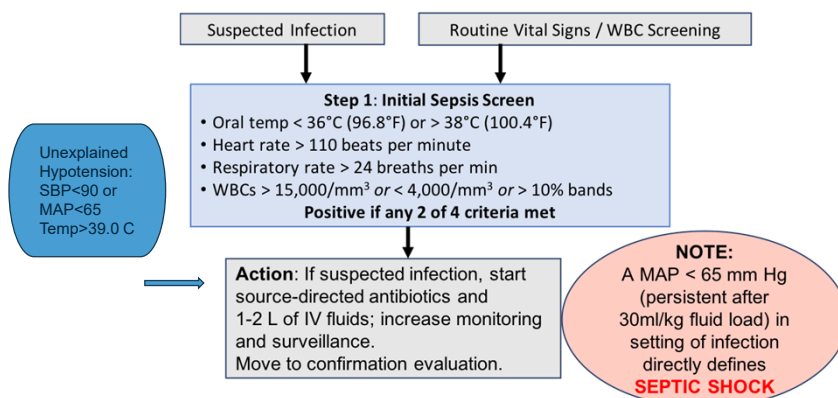 Suspected Infection
Routine Vital Signs / WBC Screening
Step 1: Initial Sepsis Screen
• Oral temp < 36°C (96.8°F) or > 38°C (100.4°F)
• Heart rate > 110 beats per minute
• Respiratory rate > 24 breaths per min
• WBCs > 15,000/mm³ or < 4,000/mm³ or > 10% bands
Positive if any 2 of 4 criteria met
Unexplained
Hypotension:
SBP<90 or
MAP<65
Temp>39.0 C
Action: If suspected infection, start
source-directed antibiotics and
1-2 L of IV fluids; increase monitoring
and surveillance.
Move to confirmation evaluation.
NOTE:
A MAP < 65 mm Hg
(persistent after
30ml/kg fluid load) in
setting of infection
directly defines
SEPTIC SHOCK